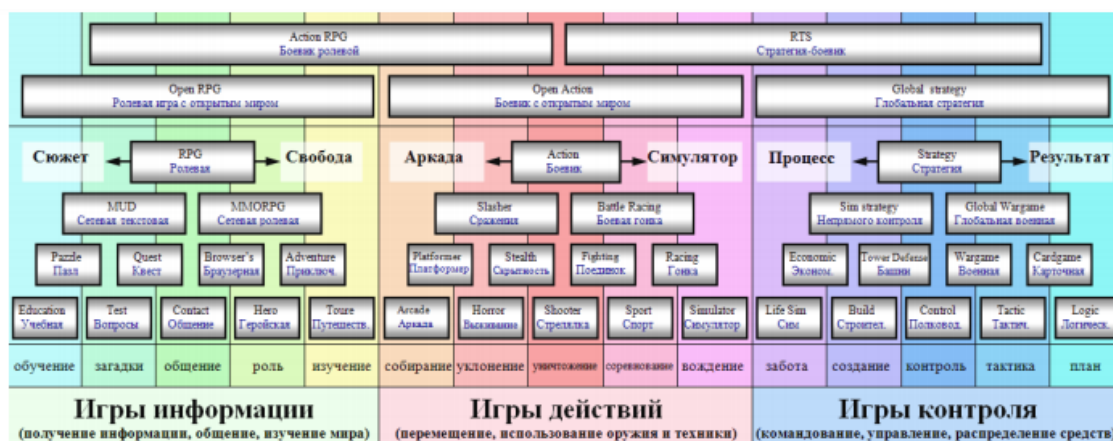 Action RPG
Боевик ролевой
RTS
Стратегия-боевик
Open RPG
Ролевая игра с открытым миром
Open Action
Боевик с открытым миром
Global strategy
Глобальная стратегия
Сюжет
RPG
Ролевая
Свобода
Аркада
Action
Боевик
Симулятор
Процесс
Strategy
Стратегия
Результат
MUD
Сетевая текстовая
MMORPG
Сетевая ролевая
Slasher
Сражения
Battle Racing
Боевая гонка
Sim strategy
Непрямого контроля
Global Wargame
Глобальная военная
Pazzle
Пазл
Quest
Квест
Browser's
Браузерная
Adventure
Приключ.
Platformer
Платформер
Stealth
Скрытность
Fighting
Поединок
Racing
Гонка
Economic
Эконом.
Tower Defense
Башни
Wargame
Военная
Cardgame
Карточная
Education
Учебная
Test
Вопросы
Contact
Общение
Hero
Геройская
Toure
Путешеств.
Arcade
Аркада
Horror
Выживание
Shooter
Стрелялка
Sport
Спорт
Simulator
Симулятор
Life Sim
Сим
Build
Строител.
Control
Полковод.
Tactic
Тактич.
Logic
Логическ.
обучение загадки общение роль изучение собирание уклонение уничтожение соревнование вождение забота создание контроль тактика план
Игры информации
(получение информации, общение, изучение мира)
Игры действий
(перемещение, использование оружия и техники)
Игры контроля
(командование, управление, распределение средств)